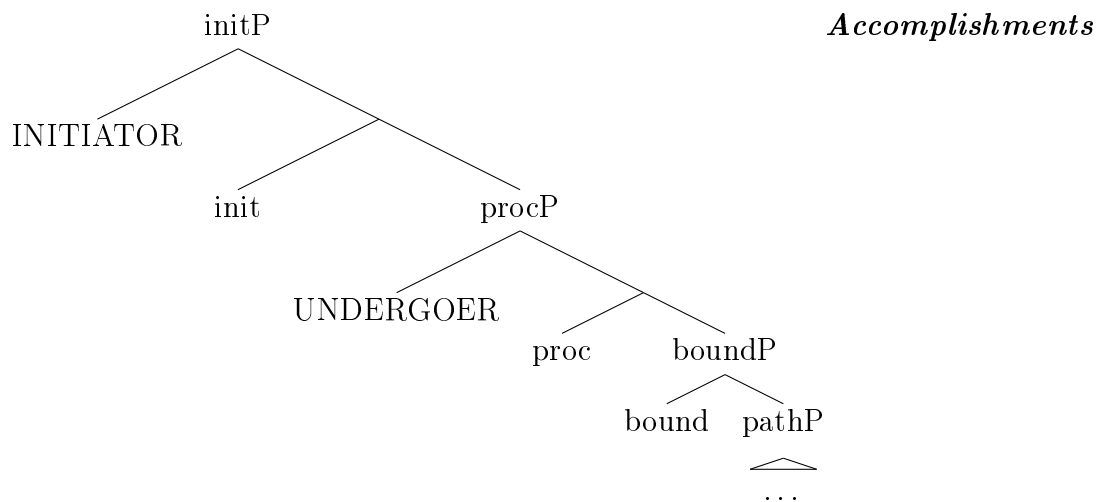 initP Accomplishments
INITIATOR
init procP
UNDERGOER
proc boundP
bound pathP
...